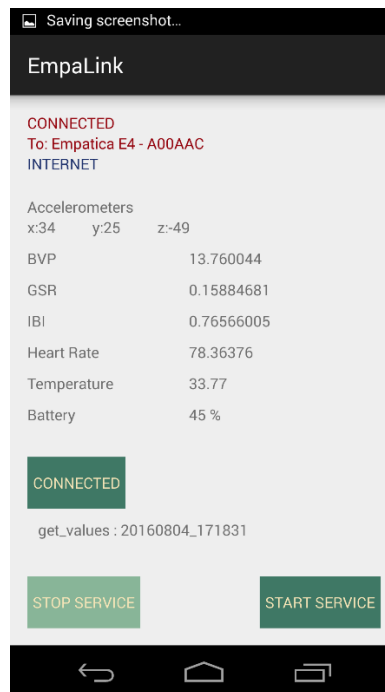 Saving screenshot...
EmpaLink
CONNECTED
To: Empatica E4 - A00AAC
INTERNET
Accelerometers
x:34 y:25 z:-49
BVP 13.760044
GSR 0.15884681
IBI 0.76566005
Heart Rate 78.36376
Temperature 33.77
Battery 45 %
CONNECTED
get_values : 20160804_171831
STOP SERVICE START SERVICE